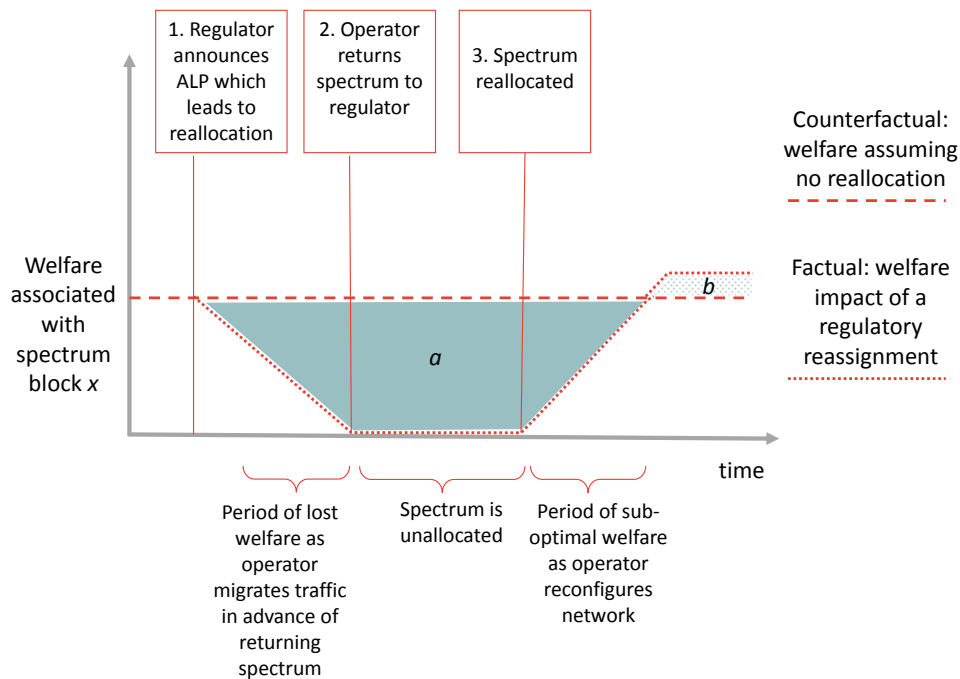 1. Regulator
announces
ALP which
leads to
reallocation
2. Operator
returns
spectrum to
regulator
3. Spectrum
reallocated
Counterfactual:
welfare assuming
no reallocation
Welfare
associated
with
spectrum
block x
a
b
Factual: welfare
impact of a
regulatory
reassignment
time
Period of lost
welfare as
operator
migrates traffic
in advance of
returning
spectrum
Spectrum is
unallocated
Period of sub-
optimal welfare
as operator
reconfigures
network